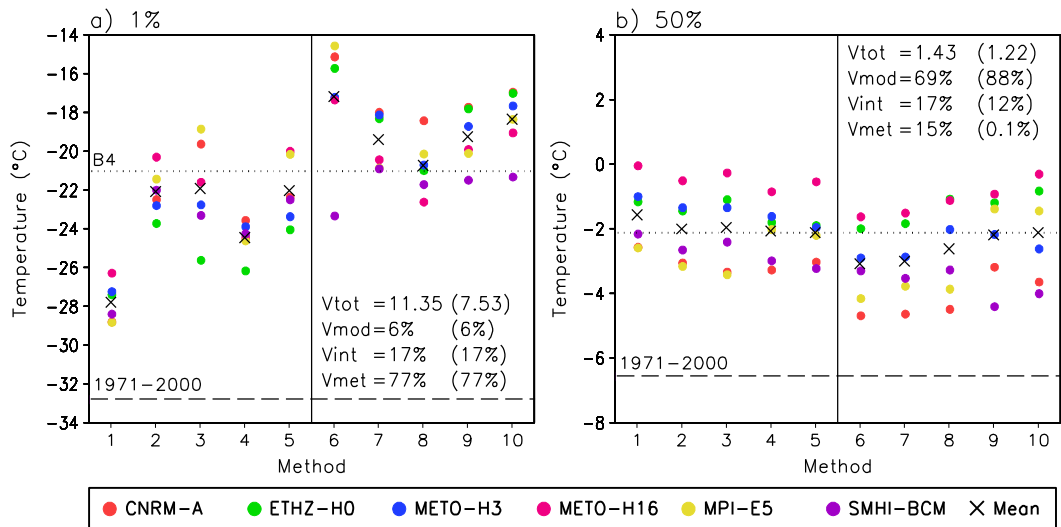 a) 1%
Temperature (°C)
-14
-16
-18
-20
-22
-24
-26
-28
-30
-32
-34
B4
1971-2000
Vtot =11.35 (7.53)
Vmod=6% (6%)
Vint =17% (17%)
Vmet =77% (77%)
1 2 3 4 5 6 7 8 9 10
Method
b) 50%
Temperature (°C)
4
2
0
-2
-4
-6
-8
Vtot =1.43 (1.22)
Vmod=69% (88%)
Vint =17% (12%)
Vmet =15% (0.1%)
1971-2000
1 2 3 4 5 6 7 8 9 10
Method
CNRM-A ETHZ-H0 METO-H3 METO-H16 MPI-E5 SMHI-BCM Mean